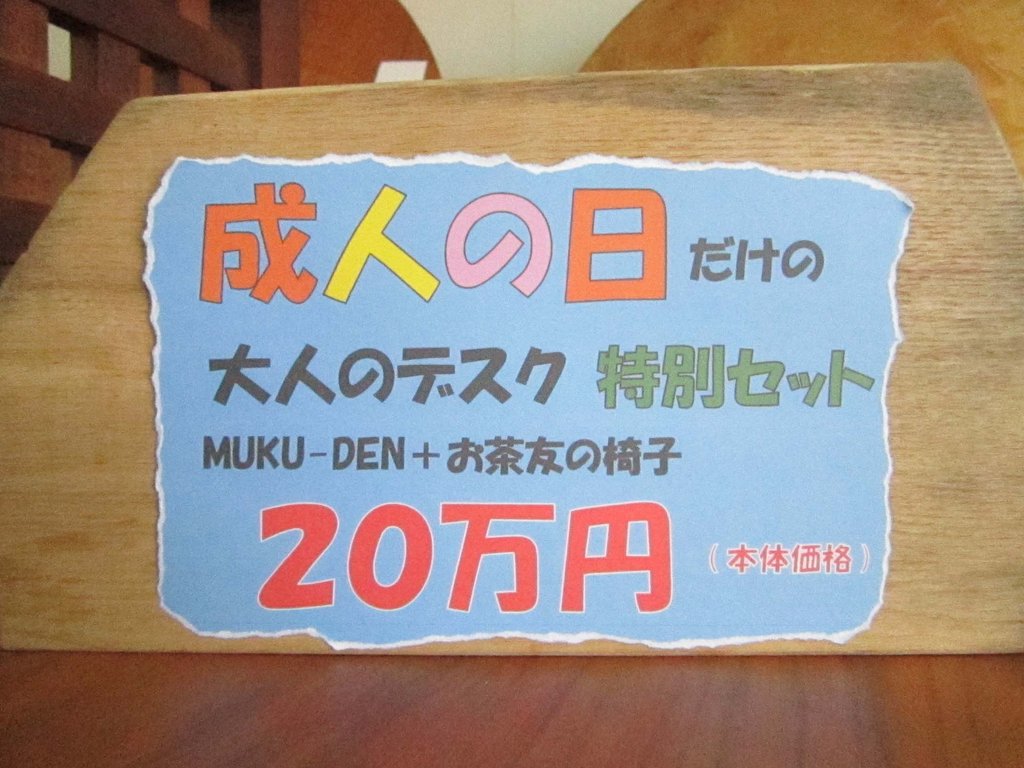 成人の日だけの
大人のデスク 特別セット
MUKU-DEN+お茶友の椅子
20万円 (本体価格)